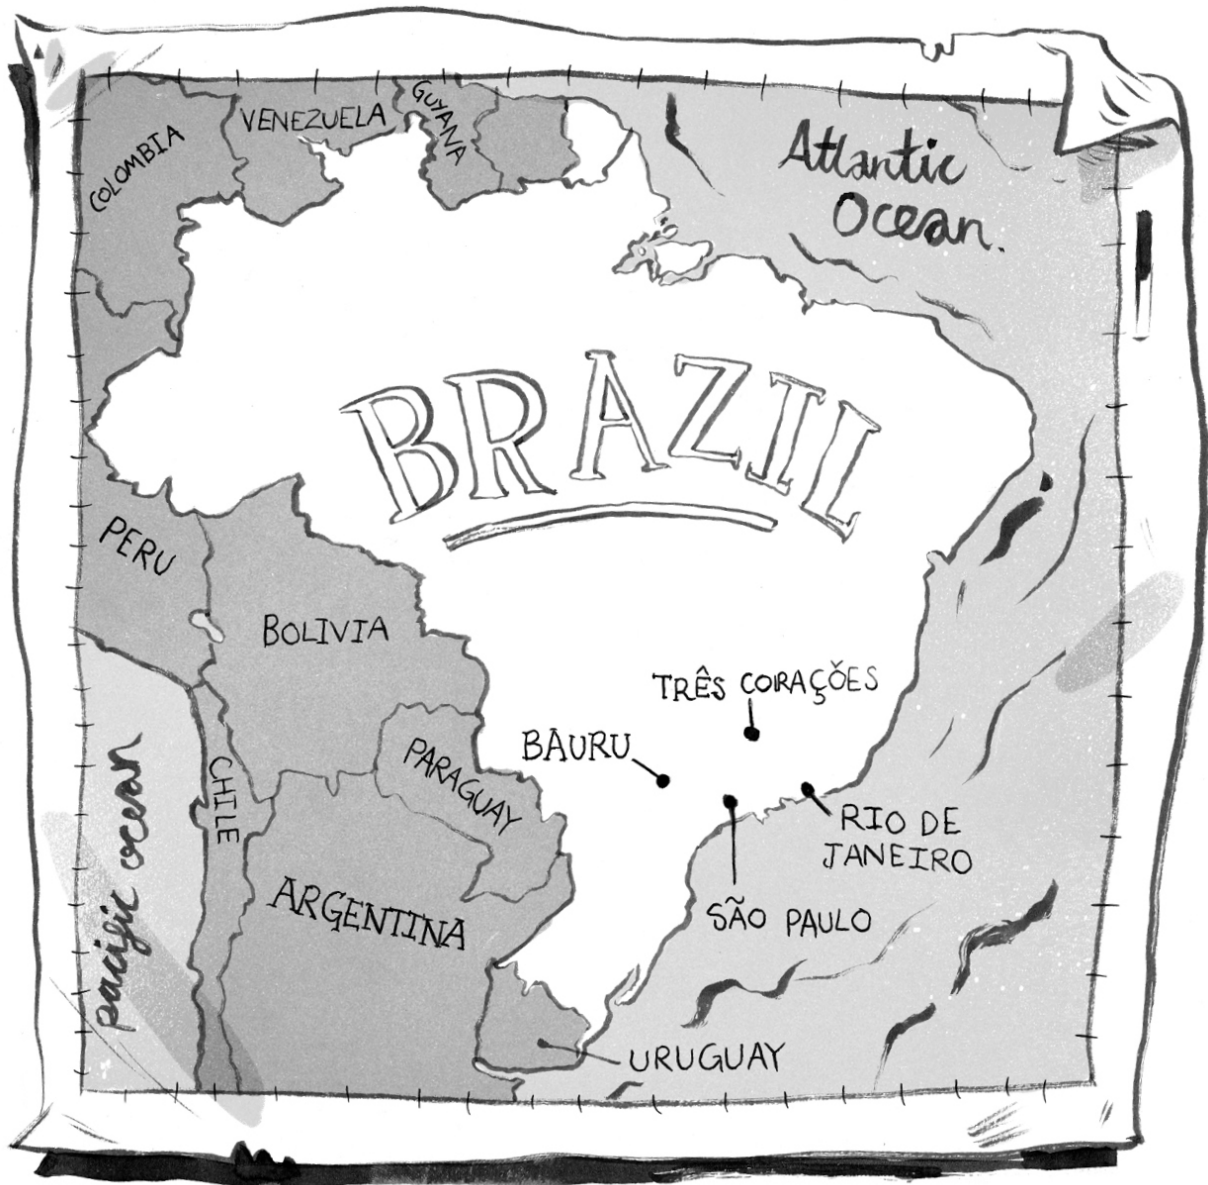 VENEZUELA
GUYANA
COLOMBIA
Atlantic
Ocean.
BRAZIL
PERU
BOLIVIA
TRÊS CORAÇÕES
BAURU
PARAGUAY
CHILE
RIO DE
JANEIRO
pacific ocean
ARGENTINA
SÃO PAULO
URUGUAY